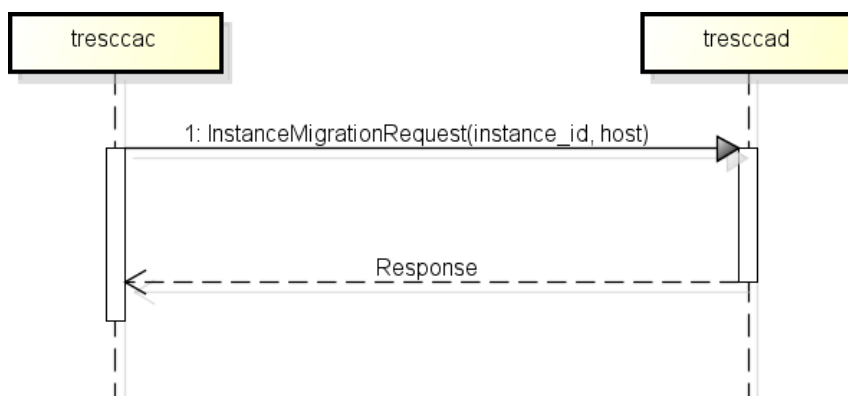 tresccac
tresccad
1: InstanceMigrationRequest(instance_id, host)
Response